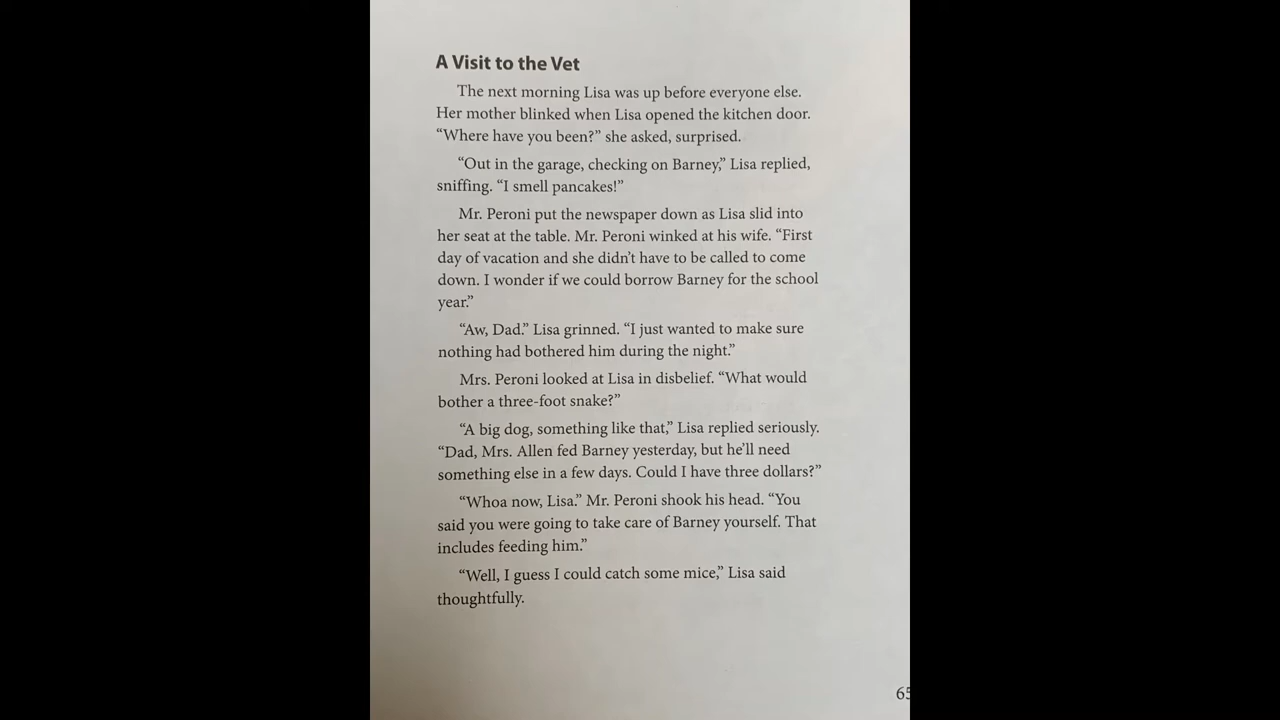 A Visit to the Vet
The next morning Lisa was up before everyone else.
Her mother blinked when Lisa opened the kitchen door.
“Where have you been?” she asked, surprised.
“Out in the garage, checking on Barney,” Lisa replied,
sniffing. “I smell pancakes!”
Mr. Peroni put the newspaper down as Lisa slid into
her seat at the table. Mr. Peroni winked at his wife. “First
day of vacation and she didn’t have to be called to come
down. I wonder if we could borrow Barney for the school
year.”
“Aw, Dad.” Lisa grinned. “I just wanted to make sure
nothing had bothered him during the night.”
Mrs. Peroni looked at Lisa in disbelief. “What would
bother a three-foot snake?”
“A big dog, something like that,” Lisa replied seriously.
“Dad, Mrs. Allen fed Barney yesterday, but he’ll need
something else in a few days. Could I have three dollars?”
“Whoa now, Lisa.” Mr. Peroni shook his head. “You
said you were going to take care of Barney yourself. That
includes feeding him.”
“Well, I guess I could catch some mice,” Lisa said
thoughtfully.
65